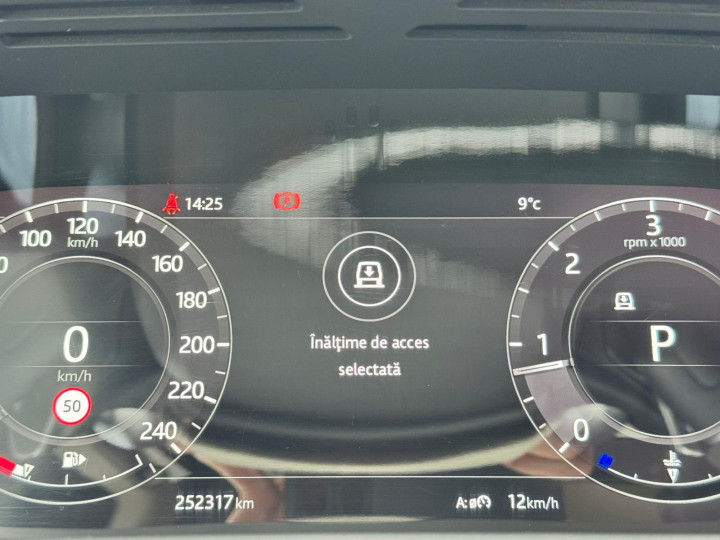 14:25
9°c
100
120
140
km/h
160
180
200
220
240
0
km/h
50
Înălţime de acces
selectată
3
rpm x 1000
2
1
0
P
252317 km
A:ø 12 km/h